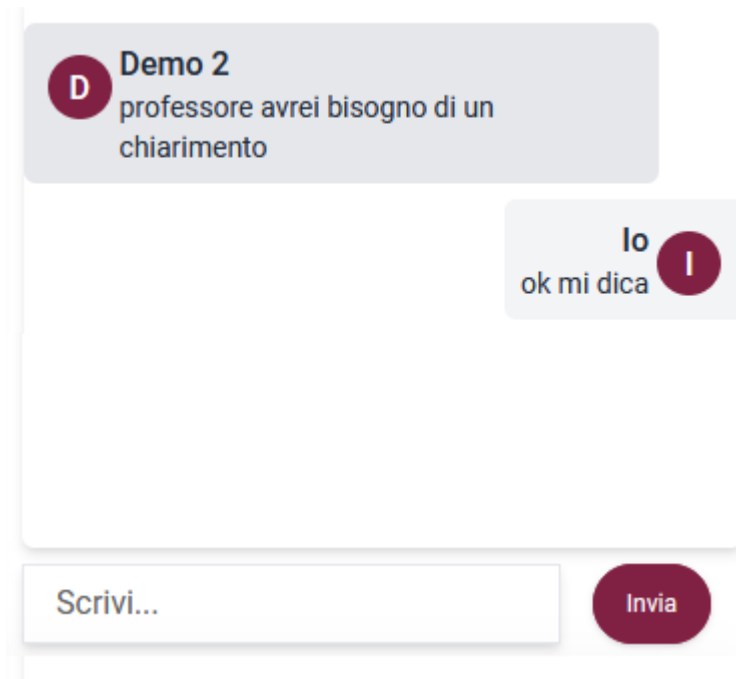 D
Demo 2
professore avrei bisogno di un
chiarimento
Io
I
ok mi dica
Scrivi...
Invia